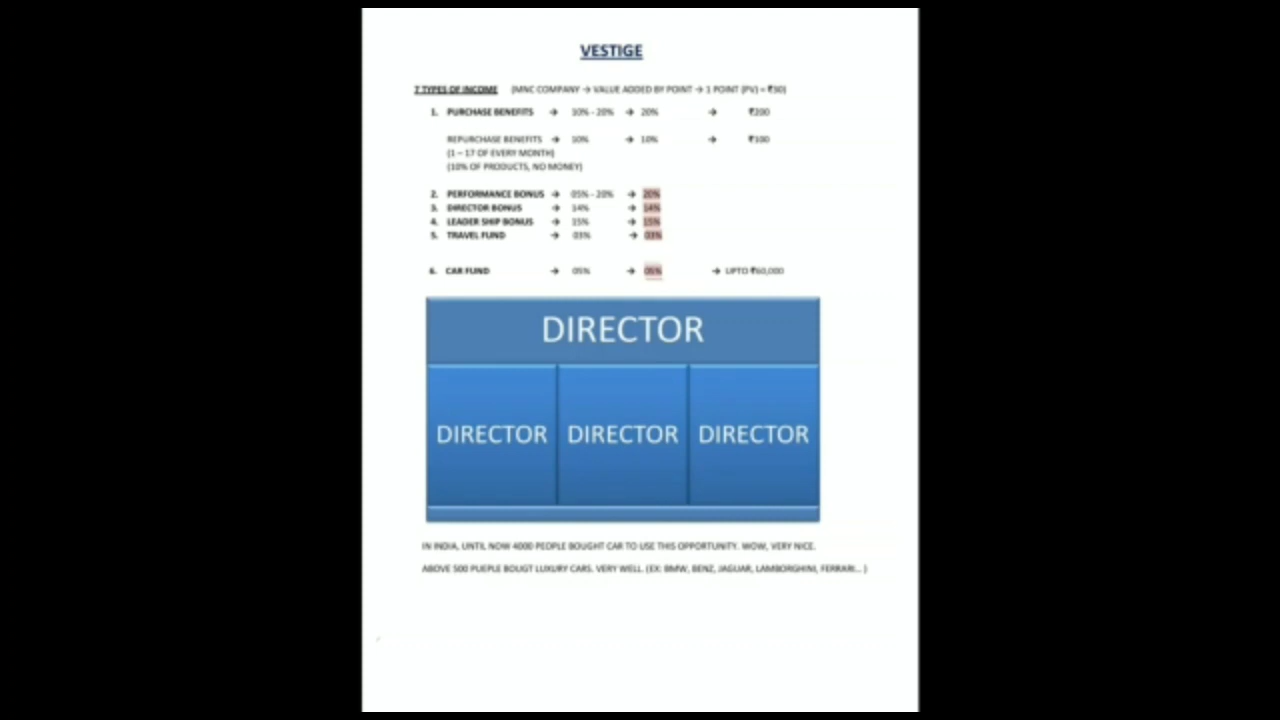 VESTIGE
7 TYPES OF INCOME (MNC COMPANY → VALUE ADDED BY POINT → 1 POINT (PV) = ₹30)
1. PURCHASE BENEFITS → 10% - 20% → 20% → ₹200
REPURCHASE BENEFITS → 10% → 10% → ₹100
(1 – 17 OF EVERY MONTH)
(10% OF PRODUCTS, NO MONEY)
2. PERFORMANCE BONUS → 05% - 20% → 20%
3. DIRECTOR BONUS → 14% → 14%
4. LEADER SHIP BONUS → 15% → 15%
5. TRAVEL FUND → 03% → 03%
6. CAR FUND → 05% → 05% → UPTO ₹60,000
DIRECTOR
DIRECTOR DIRECTOR DIRECTOR
IN INDIA, UNTIL NOW 4000 PEOPLE BOUGHT CAR TO USE THIS OPPORTUNITY. WOW, VERY NICE.
ABOVE 500 PUEPLE BOUGT LUXURY CARS. VERY WELL. (EX: BMW, BENZ, JAGUAR, LAMBORGHINI, FERRARI... )